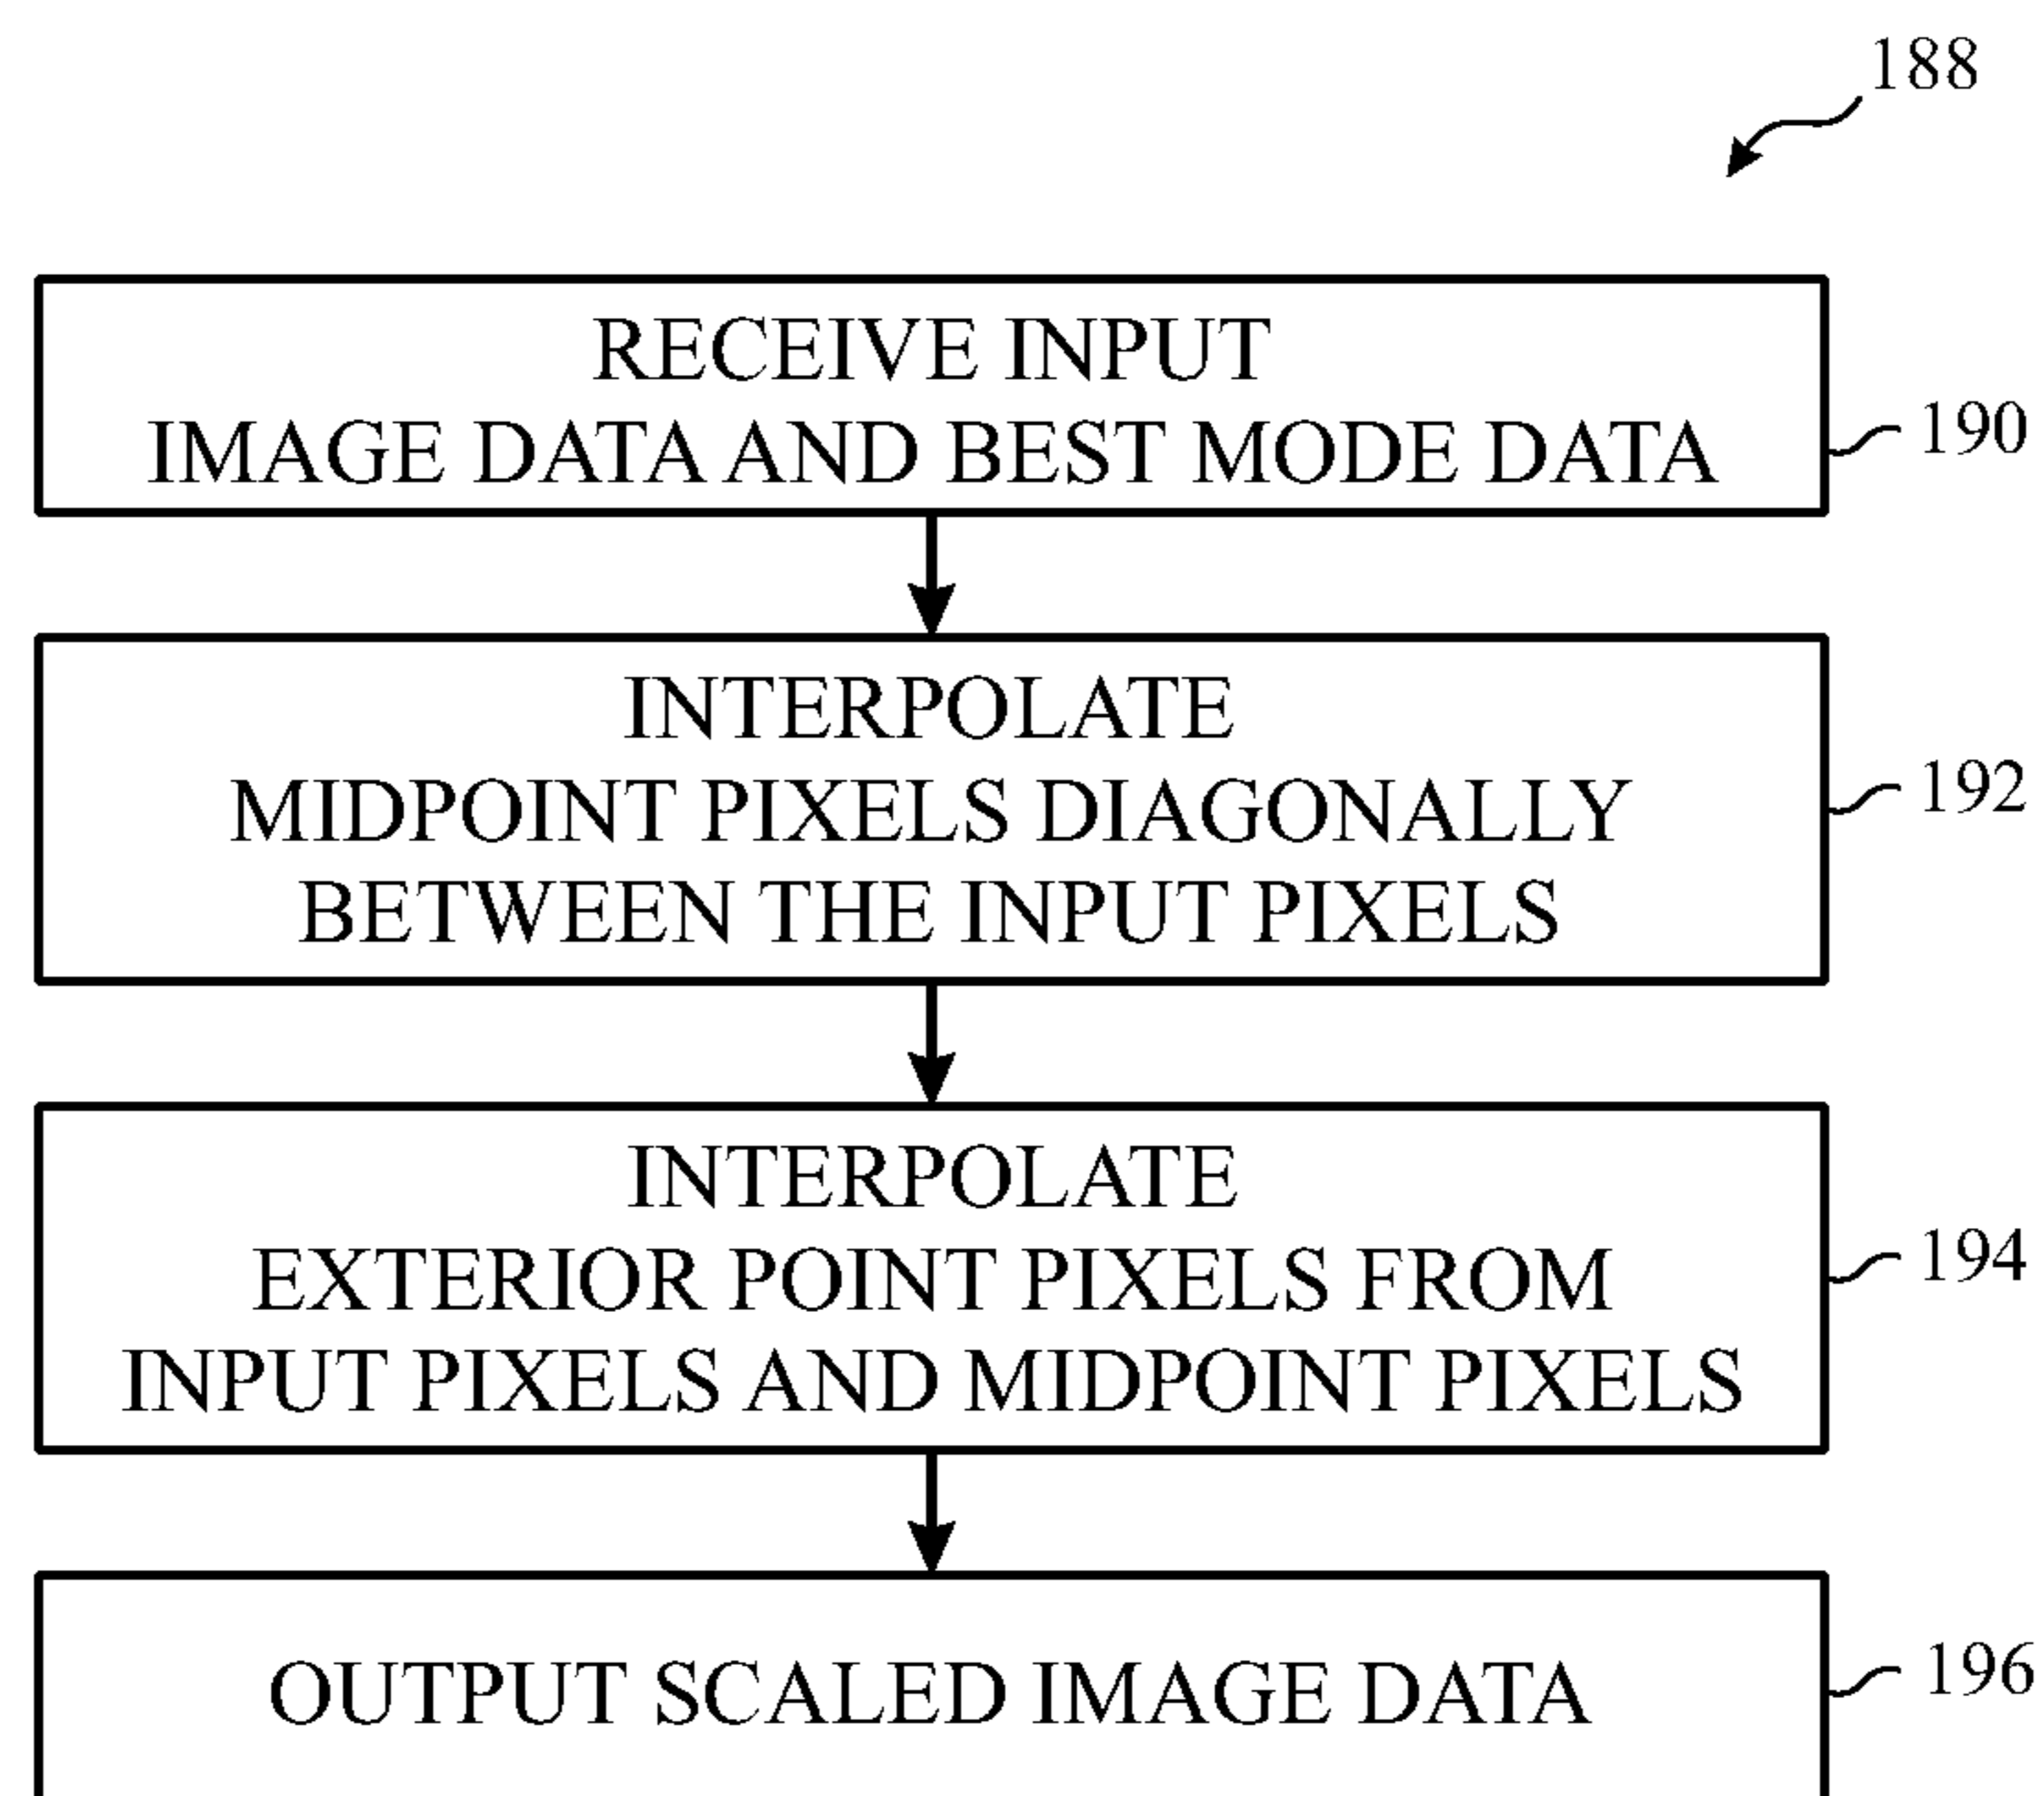 188
RECEIVE INPUT
IMAGE DATA AND BEST MODE DATA
190
INTERPOLATE
MIDPOINT PIXELS DIAGONALLY
BETWEEN THE INPUT PIXELS
192
INTERPOLATE
EXTERIOR POINT PIXELS FROM
INPUT PIXELS AND MIDPOINT PIXELS
194
OUTPUT SCALED IMAGE DATA
196